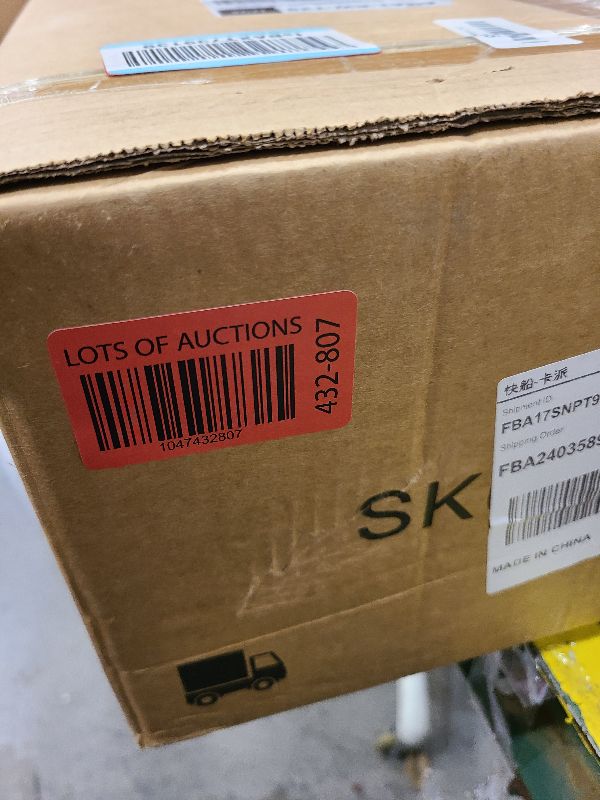 LOTS OF AUCTIONS
1047432807
432-807
快船-卡派
Shipment ID
FBA17SNPT9
Shipping Order
FBA2403589
MADE IN CHINA
SK